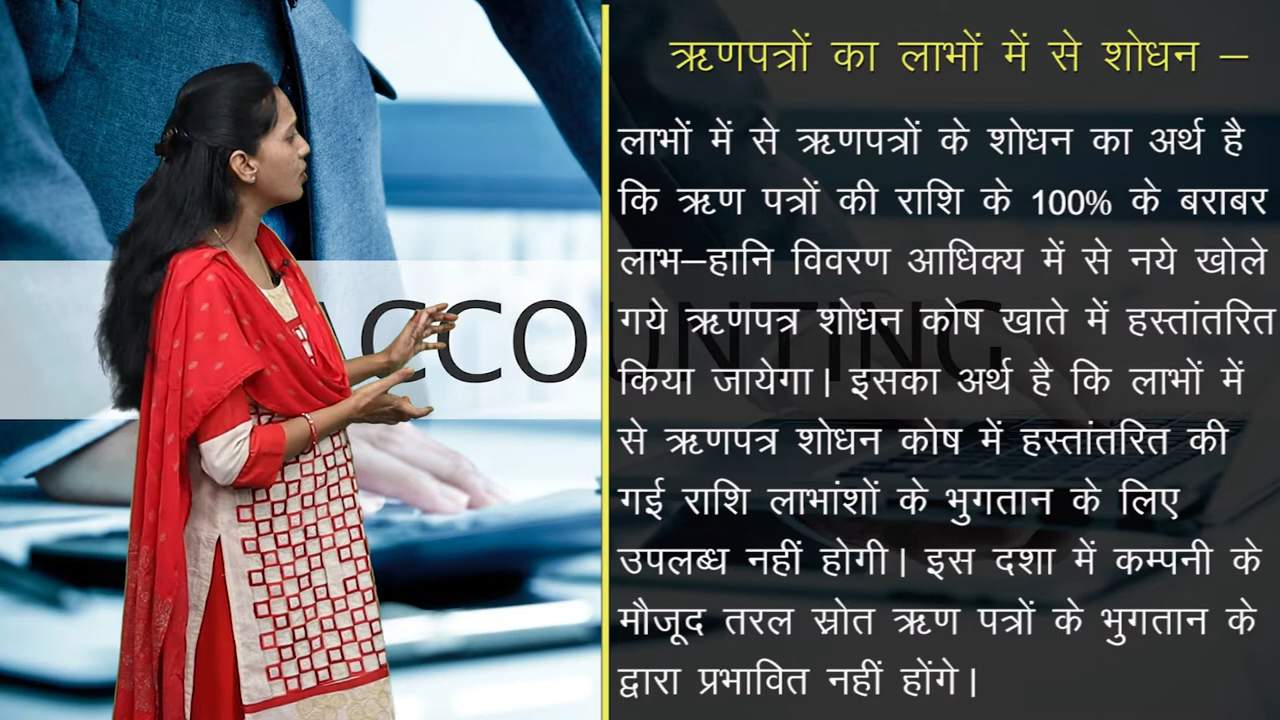 ऋणपत्रों का लाभों में से शोधन –
लाभों में से ऋणपत्रों के शोधन का अर्थ है
कि ऋण पत्रों की राशि के 100% के बराबर
लाभ–हानि विवरण आधिक्य में से नये खोले
गये ऋणपत्र शोधन कोष खाते में हस्तांतरित
किया जायेगा। इसका अर्थ है कि लाभों में
से ऋणपत्र शोधन कोष में हस्तांतरित की
गई राशि लाभांशों के भुगतान के लिए
उपलब्ध नहीं होगी। इस दशा में कम्पनी के
मौजूद तरल स्रोत ऋण पत्रों के भुगतान के
द्वारा प्रभावित नहीं होंगे।
CCOUNTING